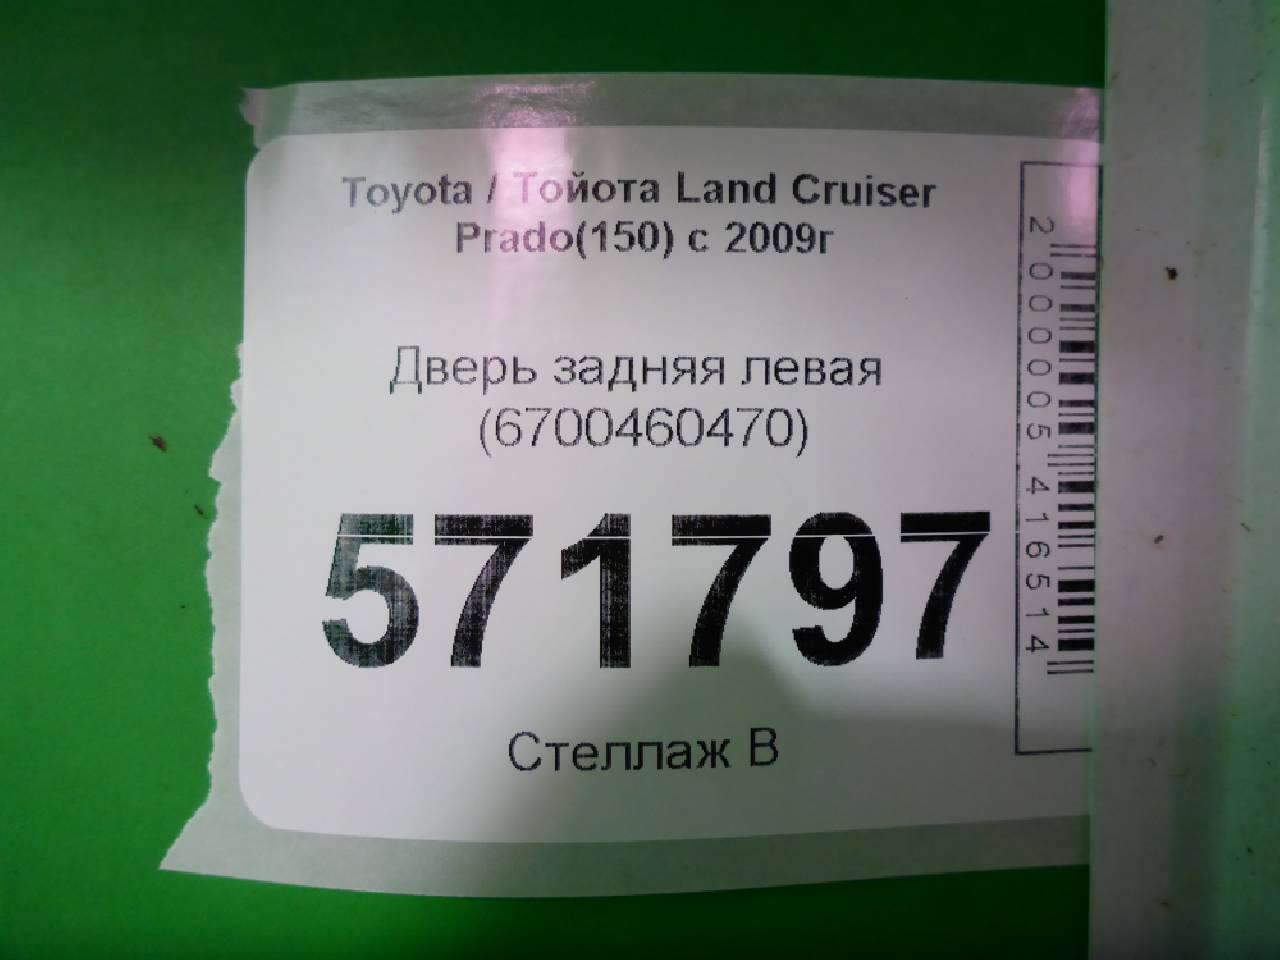 Toyota / Тойота Land Cruiser
Prado(150) с 2009г
Дверь задняя левая
(6700460470)
571797
Стеллаж В
2000005416514